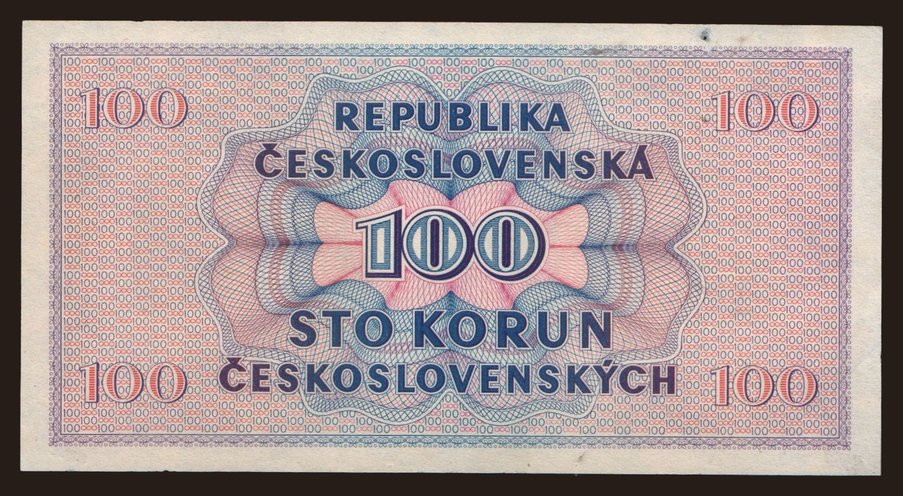 100 100
REPUBLIKA
ČESKOSLOVENSKÁ
100
STO KORUN
ČESKOSLOVENSKÝCH
100 100